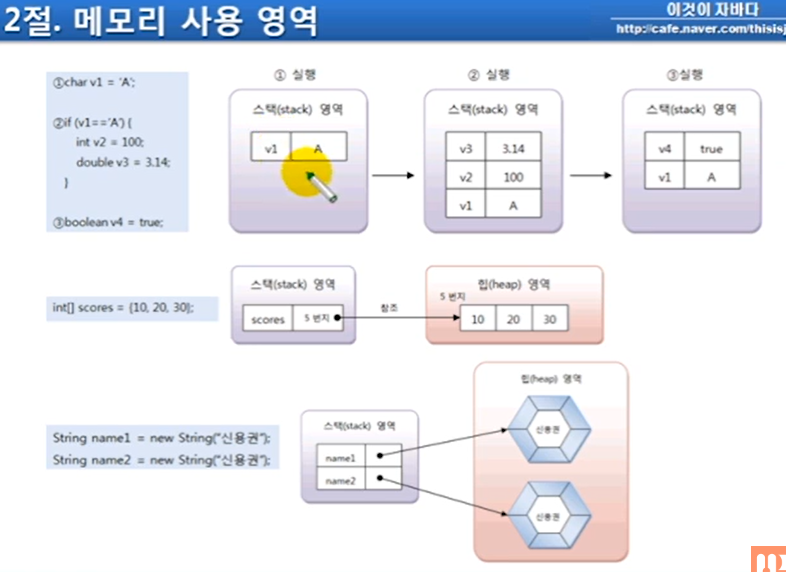 2절. 메모리 사용 영역
이것이 자바다
http://cafe.naver.com/thisisj
①char v1 = 'A';
②if (v1=='A') {
int v2 = 100;
double v3 = 3.14;
}
③boolean v4 = true;
① 실행
스택(stack) 영역
v1 A
② 실행
스택(stack) 영역
v3 3.14
v2 100
v1 A
③실행
스택(stack) 영역
v4 true
v1 A
int[] scores = {10, 20, 30};
스택(stack) 영역
scores 5 번지
참조
힙(heap) 영역
5 번지
10 20 30
String name1 = new String("신용권");
String name2 = new String("신용권");
스택(stack) 영역
name1
name2
힙(heap) 영역
신용권
신용권